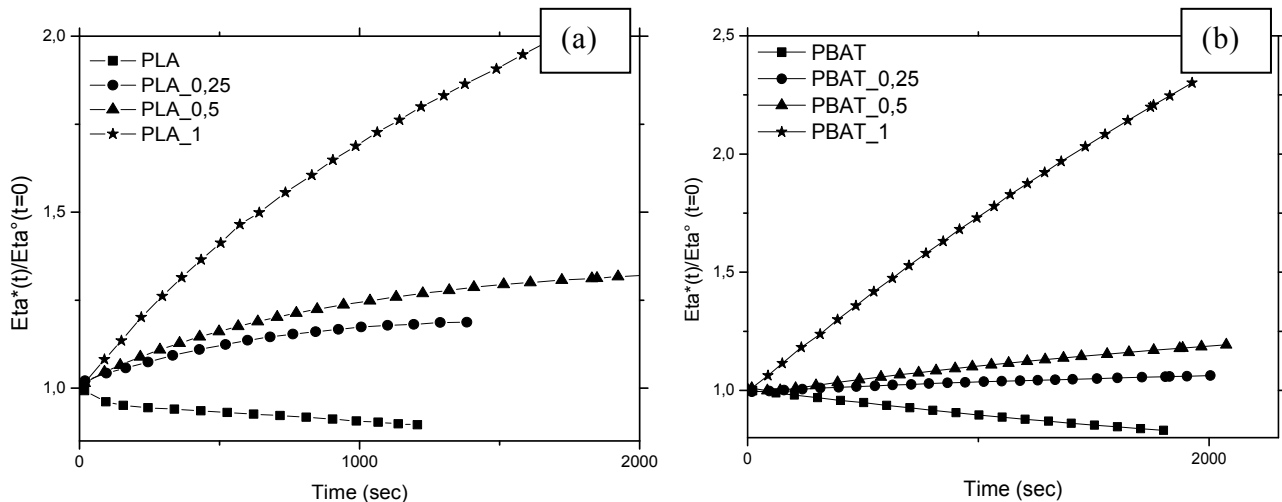 (a)
PLA
PLA_0,25
PLA_0,5
PLA_1
2,0
1,5
1,0
0
1000
2000
Eta*(t)/Eta°(t=0)
Time (sec)
(b)
PBAT
PBAT_0,25
PBAT_0,5
PBAT_1
2,5
2,0
1,5
1,0
0
2000
Eta*(t)/Eta° (t=0)
Time (sec)